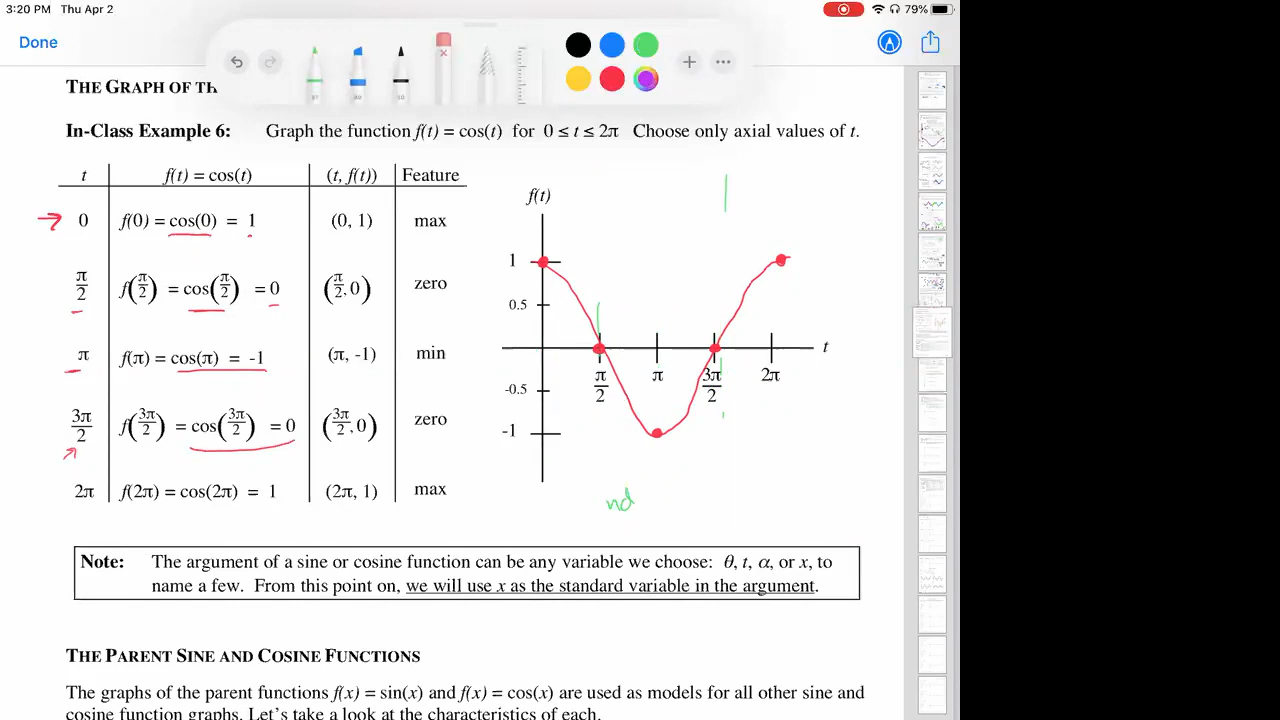 3:20 PM Thu Apr 2
79%
Done
THE GRAPH OF TH
In-Class Example 6: Graph the function f(t) = cos(t) for 0 ≤ t ≤ 2π Choose only axial values of t.
t f(t) = cos(t) (t, f(t)) Feature
0 f(0) = cos(0) = 1 (0, 1) max
π/2 f(π/2) = cos(π/2) = 0 (π/2, 0) zero
π f(π) = cos(π) = -1 (π, -1) min
3π/2 f(3π/2) = cos(3π/2) = 0 (3π/2, 0) zero
2π f(2π) = cos(2π) = 1 (2π, 1) max
f(t)
1
0.5
-0.5
-1
π/2 π 3π/2 2π
t
nd
Note: The argument of a sine or cosine function can be any variable we choose: θ, t, α, or x, to
name a few. From this point on, we will use x as the standard variable in the argument.
THE PARENT SINE AND COSINE FUNCTIONS
The graphs of the parent functions f(x) = sin(x) and f(x) = cos(x) are used as models for all other sine and
cosine function graphs. Let's take a look at the characteristics of each.